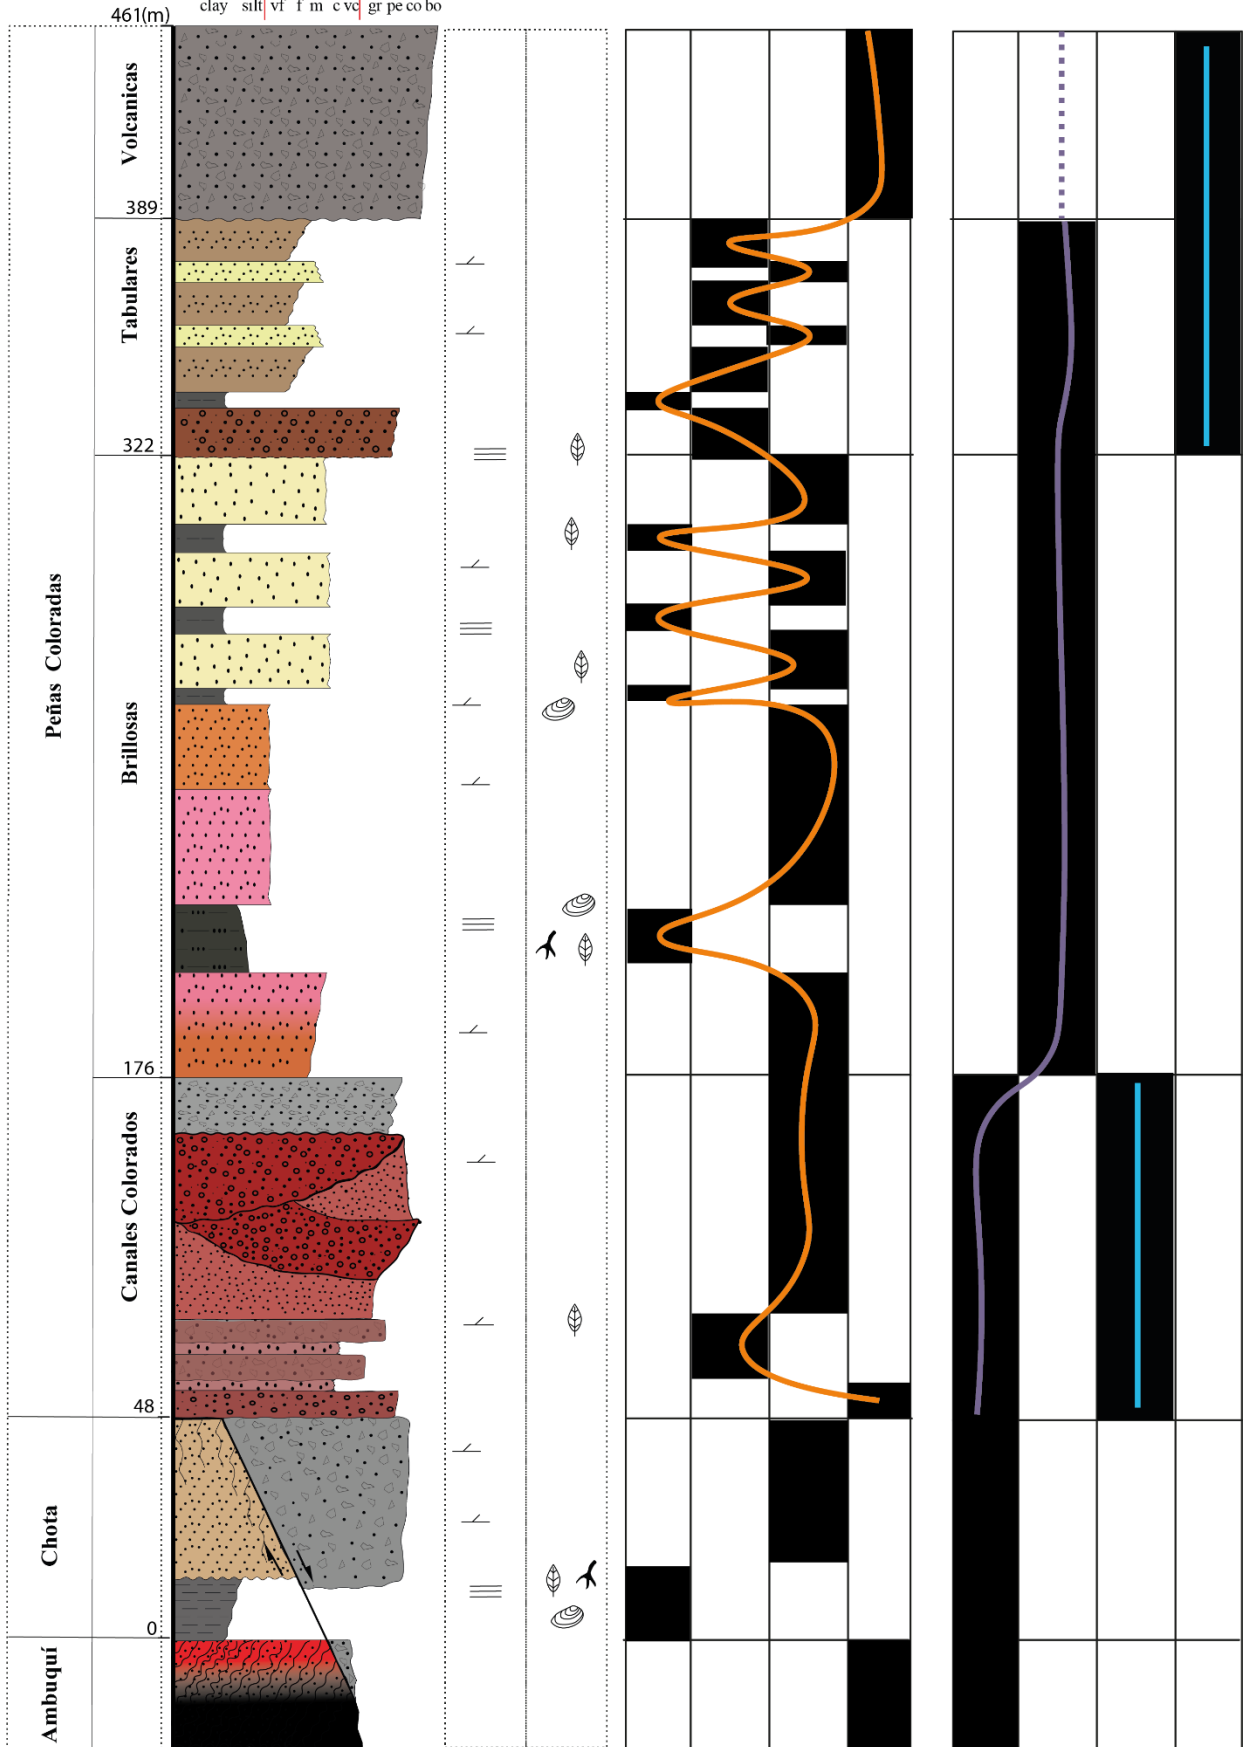 clay silt vf f m c vc gr pe co bo
461(m)
Volcanicas
389
Tabulares
322
Peñas Coloradas
Brillosas
176
Canales Colorados
48
Chota
0
Ambuquí